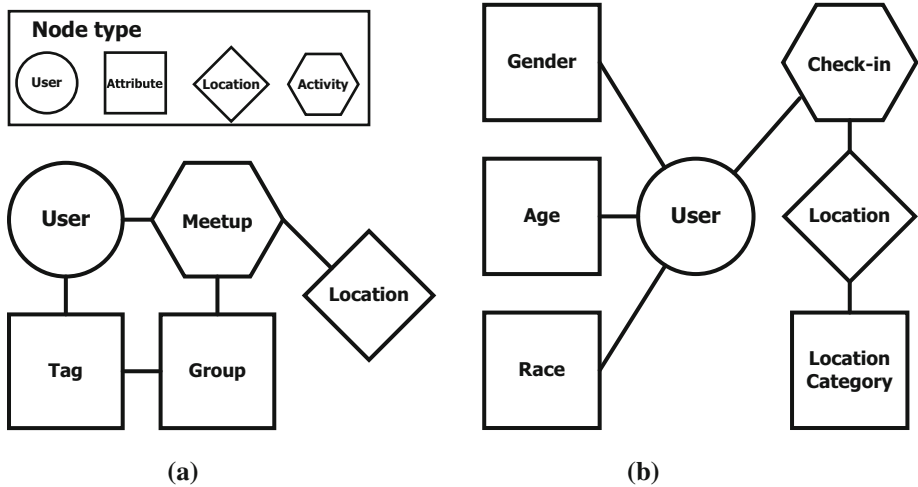 Node type
User
Attribute
Location
Activity
User
Meetup
Location
Tag
Group
(a)
Gender
Check-in
Age
User
Location
Race
Location
Category
(b)